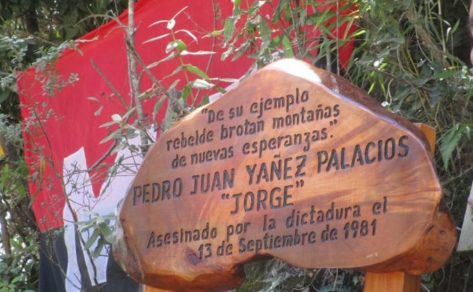 "De su ejemplo
rebelde brotan montañas
de nuevas esperanzas."
PEDRO JUAN YAÑEZ PALACIOS
"JORGE"
Asesinado por la dictadura el
13 de Septiembre de 1981